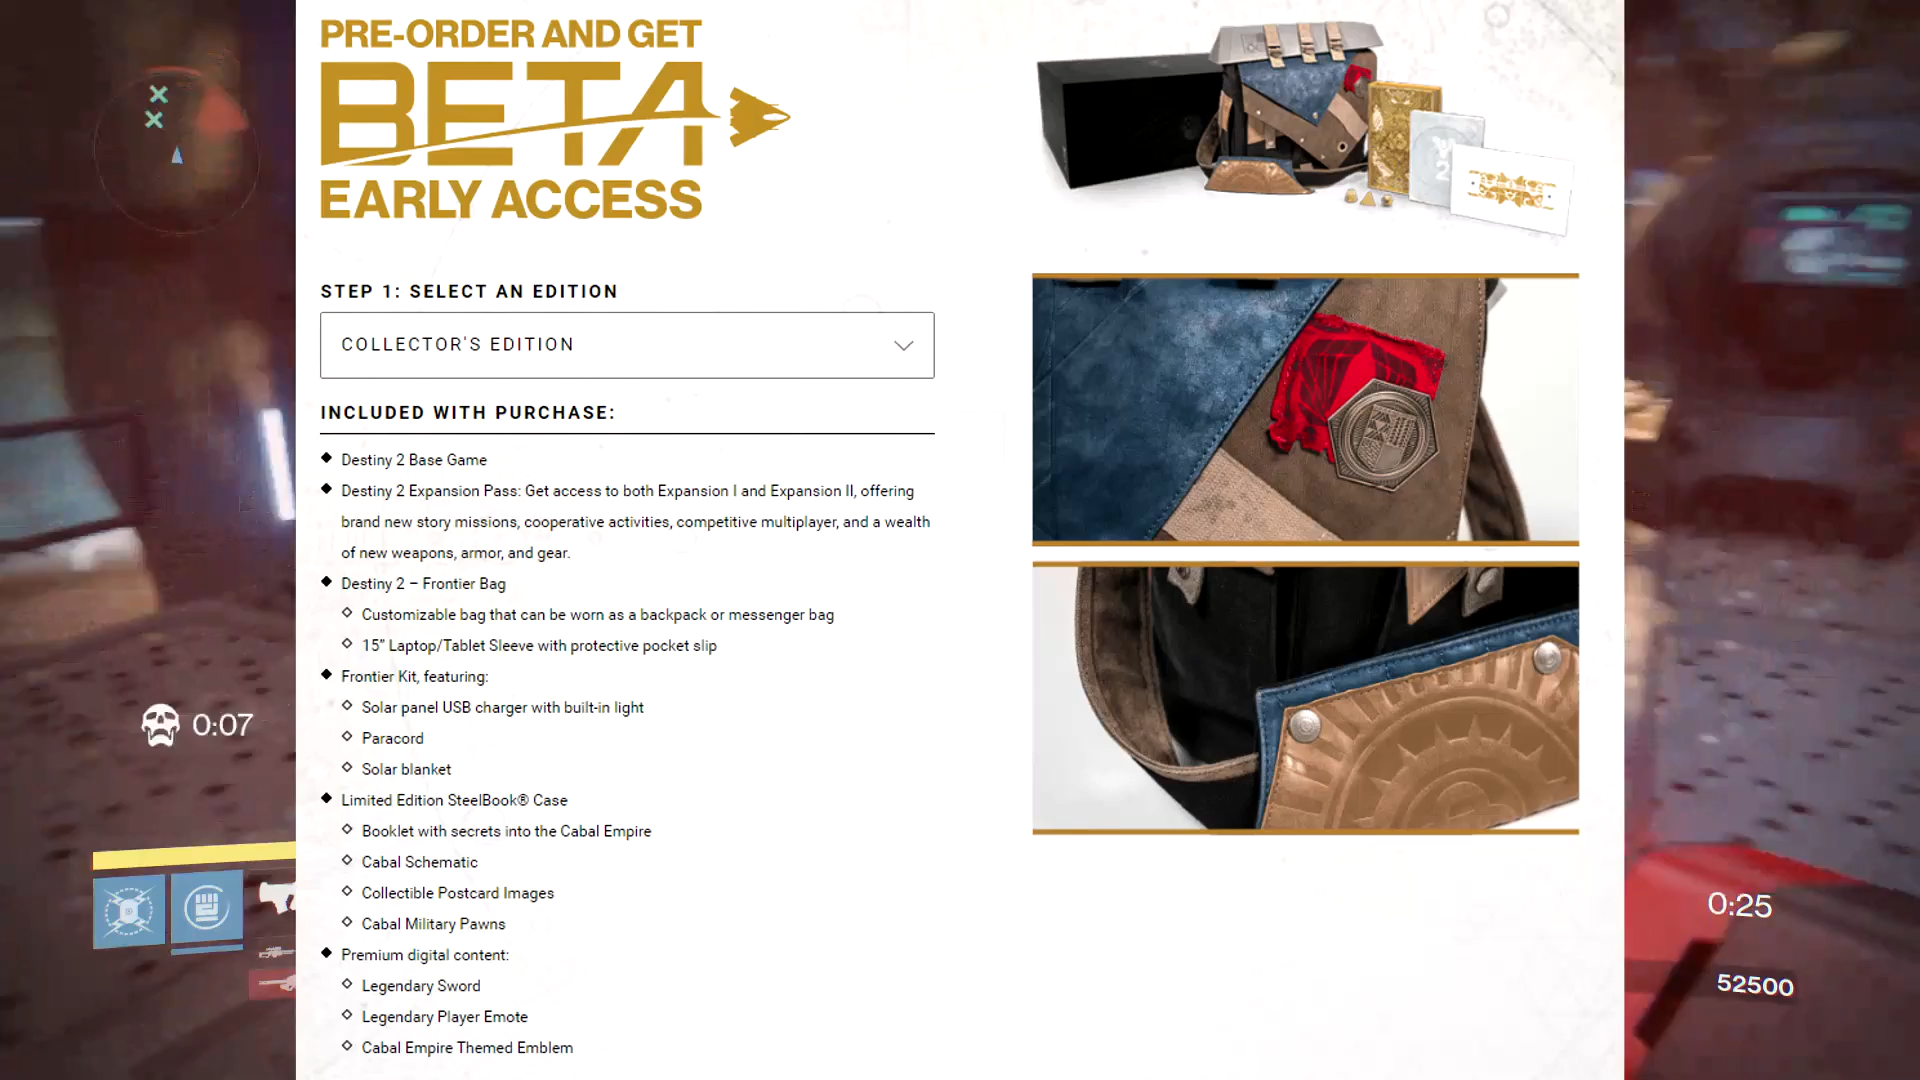 PRE-ORDER AND GET
BETA
EARLY ACCESS
STEP 1: SELECT AN EDITION
COLLECTOR'S EDITION
INCLUDED WITH PURCHASE:
Destiny 2 Base Game
Destiny 2 Expansion Pass: Get access to both Expansion I and Expansion II, offering
brand new story missions, cooperative activities, competitive multiplayer, and a wealth
of new weapons, armor, and gear.
Destiny 2 – Frontier Bag
Customizable bag that can be worn as a backpack or messenger bag
15" Laptop/Tablet Sleeve with protective pocket slip
Frontier Kit, featuring:
Solar panel USB charger with built-in light
Paracord
Solar blanket
Limited Edition SteelBook® Case
Booklet with secrets into the Cabal Empire
Cabal Schematic
Collectible Postcard Images
Cabal Military Pawns
Premium digital content:
Legendary Sword
Legendary Player Emote
Cabal Empire Themed Emblem
0:07
0:25
52500